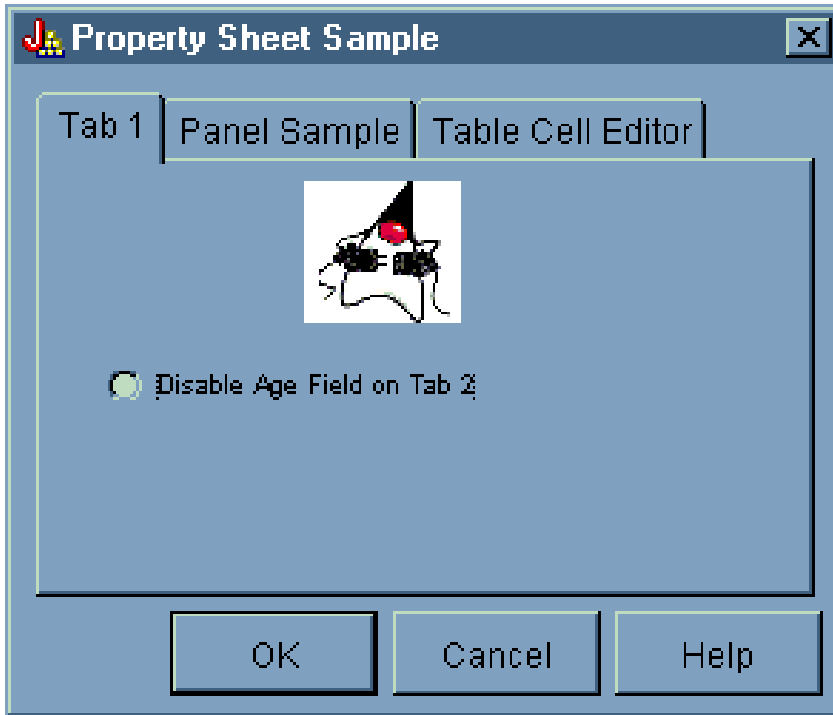 Property Sheet Sample
Tab 1 Panel Sample Table Cell Editor
Disable Age Field on Tab 2
OK Cancel Help